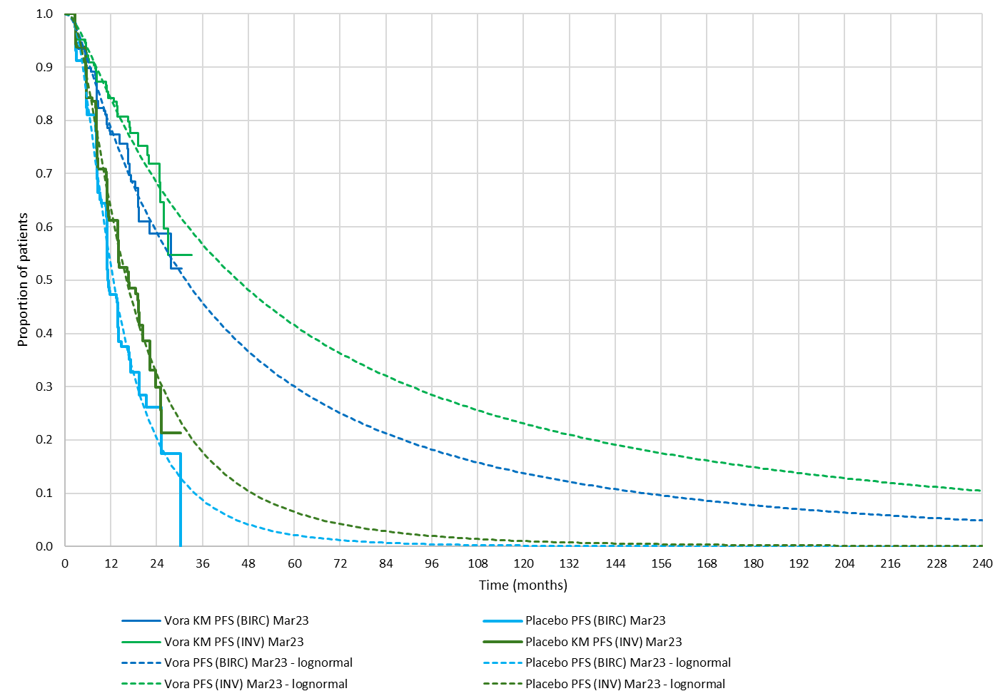 1.0
0.9
0.8
0.7
0.6
0.5
0.4
0.3
0.2
0.1
0.0
Proportion of patients
0 12 24 36 48 60 72 84 96 108 120 132 144 156 168 180 192 204 216 228 240
Time (months)
Vora KM PFS (BIRC) Mar23 Placebo PFS (BIRC) Mar23
Vora KM PFS (INV) Mar23 Placebo KM PFS (INV) Mar23
Vora PFS (BIRC) Mar23 - lognormal Placebo PFS (BIRC) Mar23 - lognormal
Vora PFS (INV) Mar23 - lognormal Placebo PFS (INV) Mar23 - lognormal